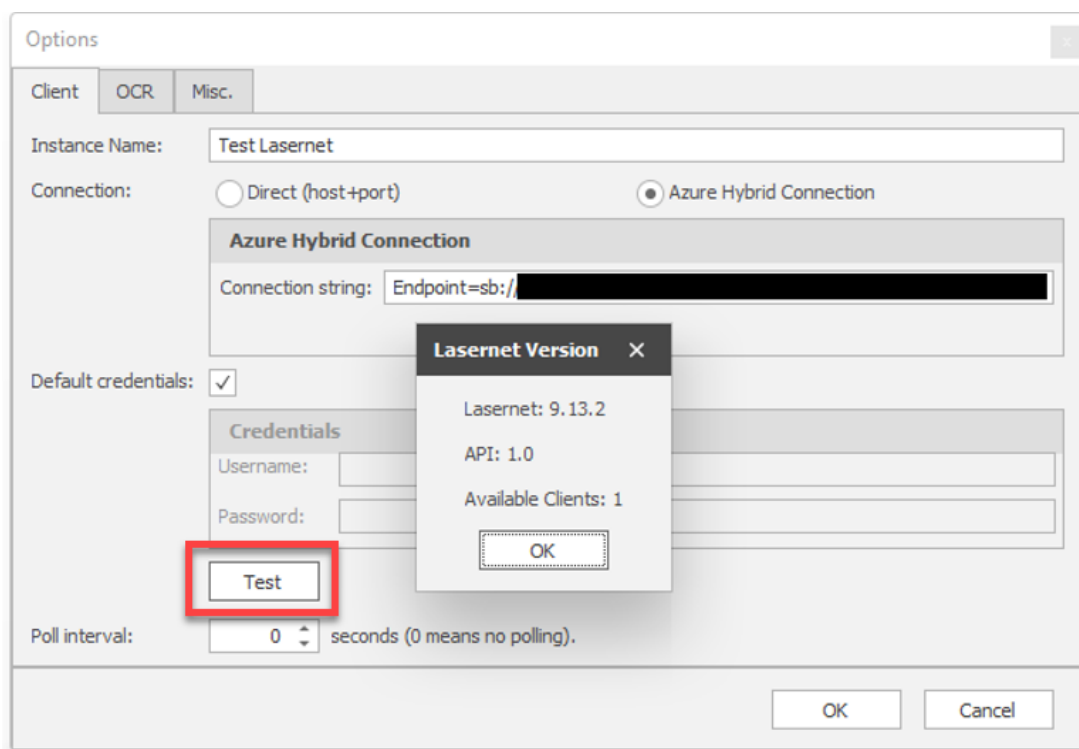 Options
Client OCR Misc.
Instance Name: Test Lasernet
Connection: Direct (host+port) Azure Hybrid Connection
Azure Hybrid Connection
Connection string: Endpoint=sb://
Lasernet Version
Lasernet: 9.13.2
API: 1.0
Available Clients: 1
OK
Default credentials:
Credentials
Username:
Password:
Test
Poll interval: 0 seconds (0 means no polling).
OK Cancel